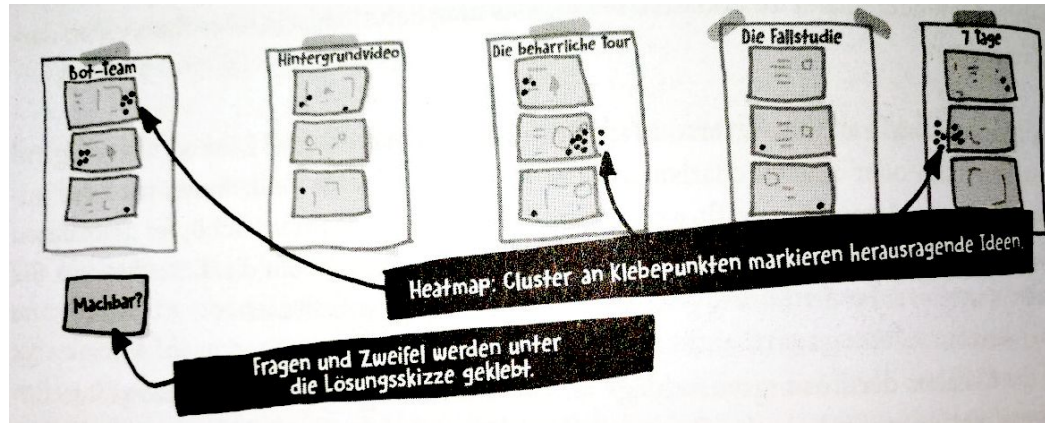 Bot-Team
Hintergrundvideo
Die beharrliche Tour
Die Fallstudie
7 Tage
Heatmap: Cluster an Klebepunkten markieren herausragende Ideen.
Machbar?
Fragen und Zweifel werden unter
die Lösungsskizze geklebt.